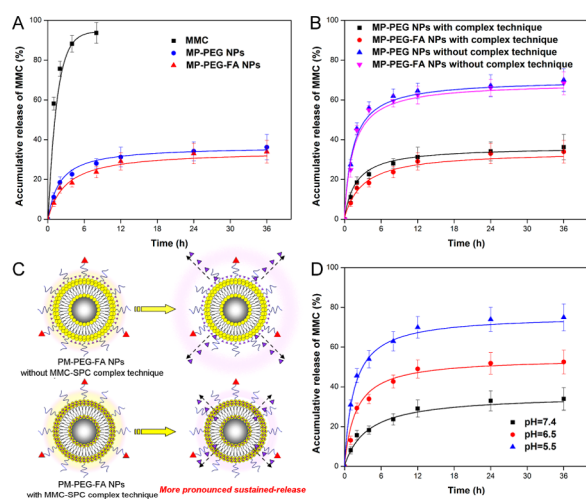 A
Accumulative release of MMC (%)
100
80
60
40
20
0
MMC
MP-PEG NPs
MP-PEG-FA NPs
0 6 12 18 24 30 36
Time (h)
B
Accumulative release of MMC (%)
100
80
60
40
20
0
MP-PEG NPs with complex technique
MP-PEG-FA NPs with complex technique
MP-PEG NPs without complex technique
MP-PEG-FA NPs without complex technique
0 6 12 18 24 30 36
Time (h)
C
PM-PEG-FA NPs
without MMC-SPC complex technique
PM-PEG-FA NPs
with MMC-SPC complex technique
More pronounced sustained-release
D
Accumulative release of MMC (%)
100
80
60
40
20
0
pH=7.4
pH=6.5
pH=5.5
0 6 12 18 24 30 36
Time (h)